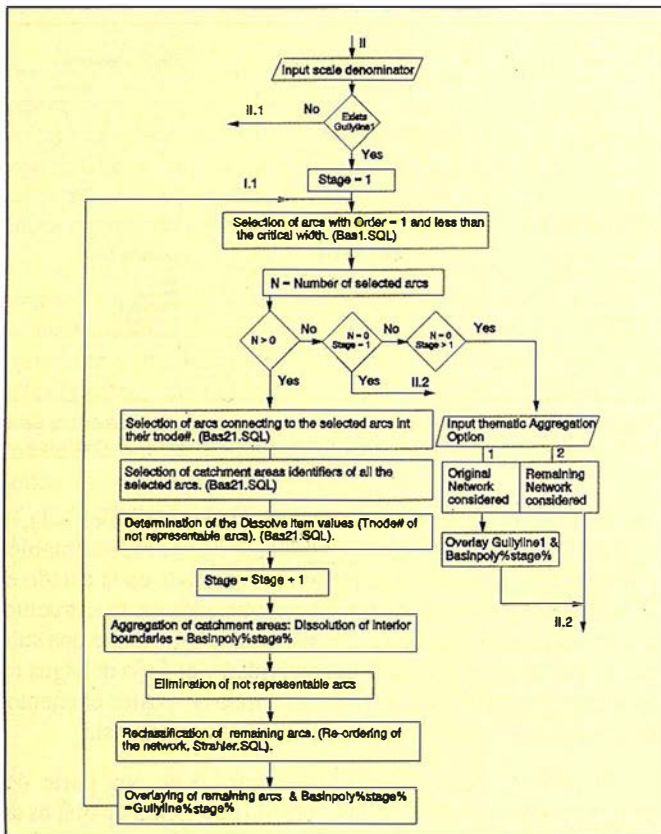 II
Input scale denominator
II.1
No
Exists
Gullyline1
Yes
I.1
Stage = 1
Selection of arcs with Order = 1 and less than
the critical width. (Bas1.SQL)
N = Number of selected arcs
N > 0
No
N = 0
Stage = 1
No
N = 0
Stage > 1
Yes
Yes
Yes
II.2
Selection of arcs connecting to the selected arcs int
their tnode#. (Bas21.SQL)
Input thematic Aggregation
Option
1
2
Selection of catchment areas identifiers of all the
selected arcs. (Bas21.SQL)
Original
Network
considered
Remaining
Network
considered
Determination of the Dissolve item values (Tnode# of
not representable arcs). (Bas21.SQL).
Overlay Gullyline1 &
Basinpoly%stage%
Stage = Stage + 1
II.2
Aggregation of catchment areas: Dissolution of interior
boundaries = Basinpoly%stage%
Elimination of not representable arcs
Reclassification of remaining arcs. (Re-ordering of
the network, Strahler.SQL).
Overlaying of remaining arcs & Basinpoly%stage%
=Gullyline%stage%